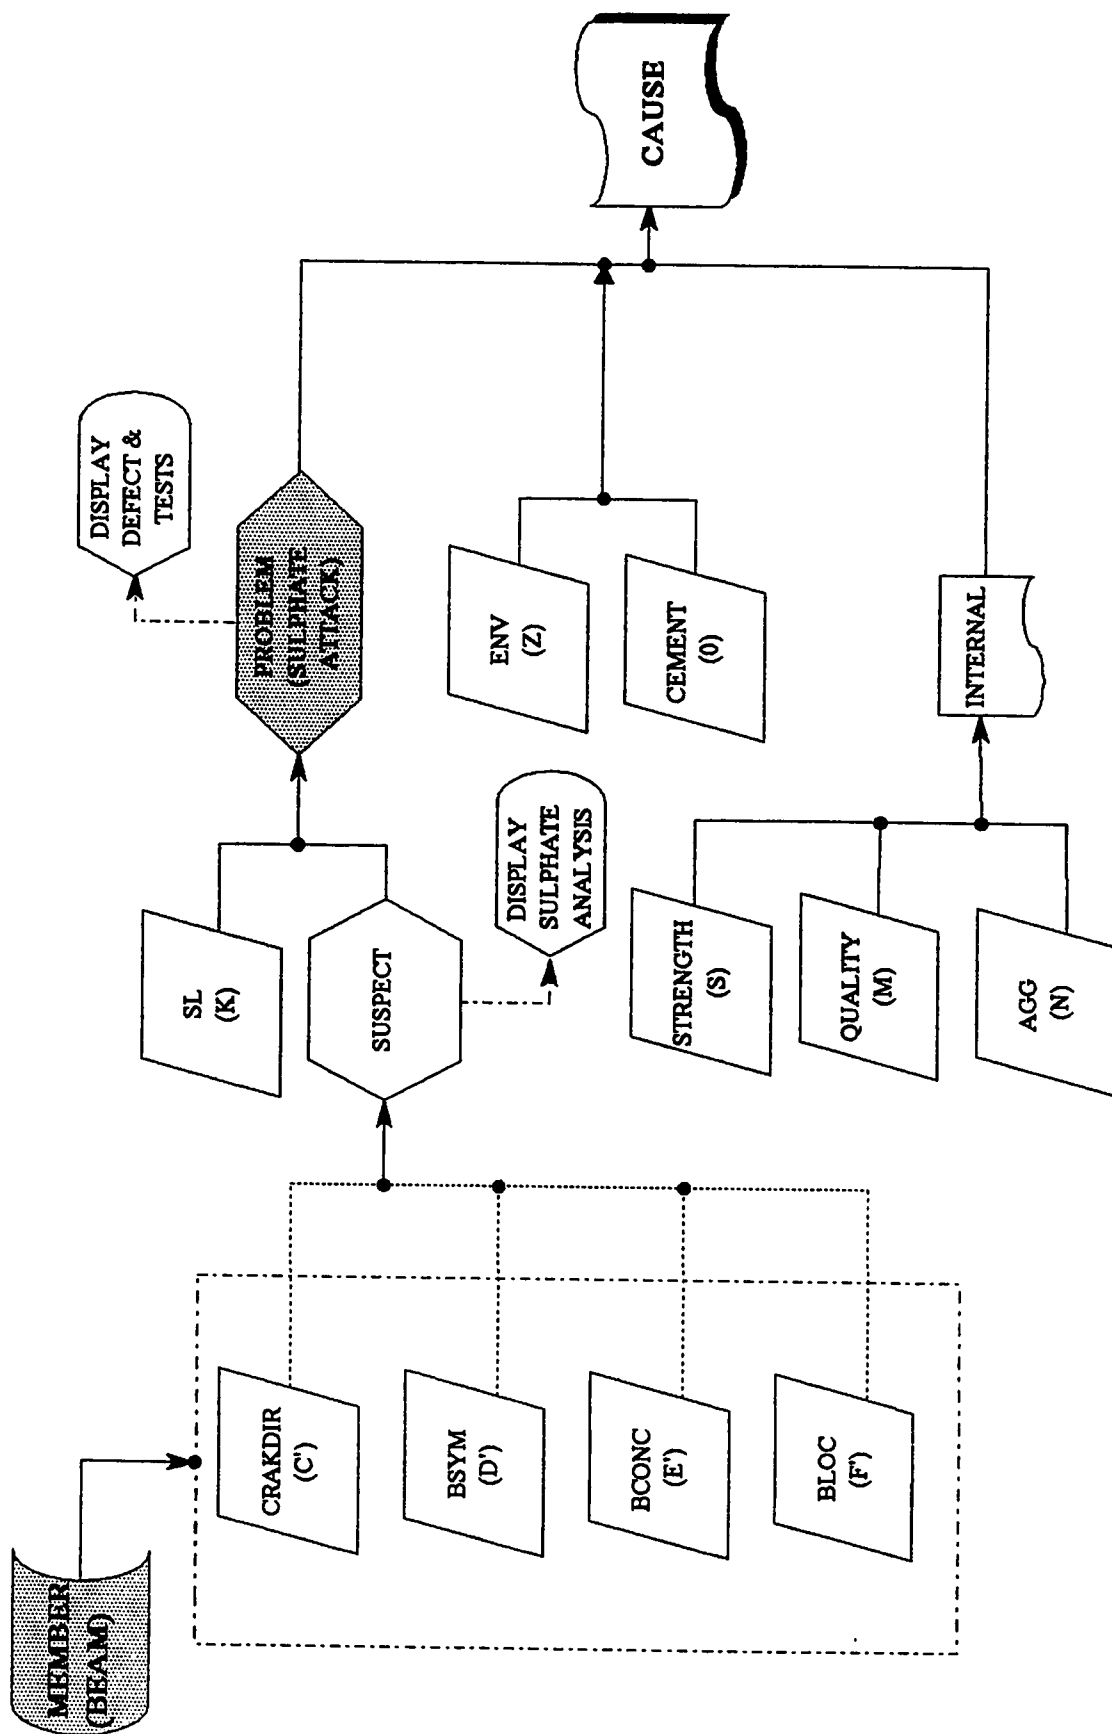 MEMBER
(BEAM)
CRAKDIR
(C')
BSYM
(D')
BCONC
(E')
BLOC
(F')
SL
(K)
SUSPECT
DISPLAY
SULPHATE
ANALYSIS
PROBLEM
(SULPHATE
ATTACK)
DISPLAY
DEFECT &
TESTS
ENV
(Z)
CEMENT
(0)
STRENGTH
(S)
QUALITY
(M)
AGG
(N)
INTERNAL
CAUSE